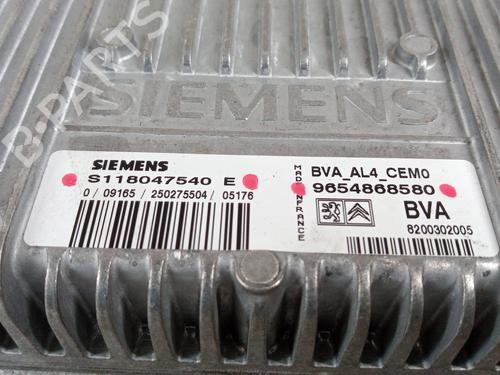 B-PARTS
SIEMENS
SIEMENS
S118047540 E
0 / 09165 / 250275504 / 05176
MADE IN FRANCE
BVA_AL4_CEM0
9654868580
BVA
8200302005